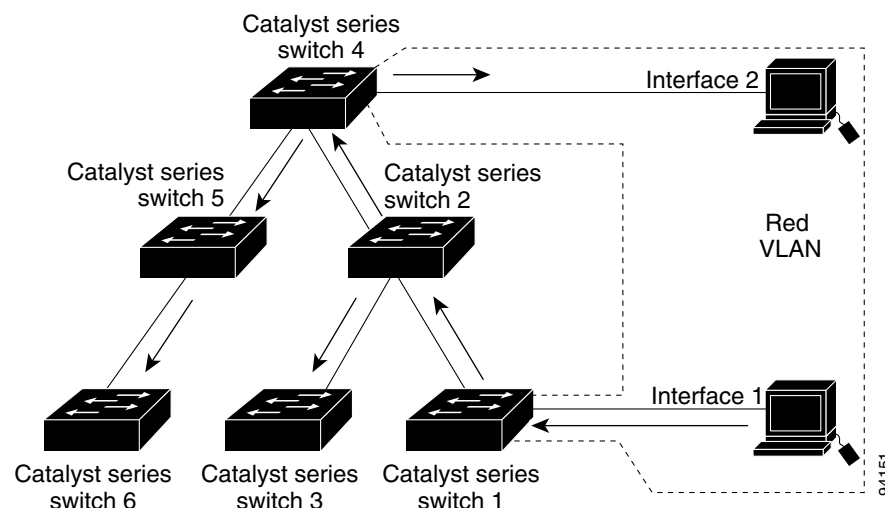 Catalyst series
switch 4
Interface 2
Catalyst series
switch 5
Catalyst series
switch 2
Red
VLAN
Interface 1
Catalyst series
switch 6
Catalyst series
switch 3
Catalyst series
switch 1
94151